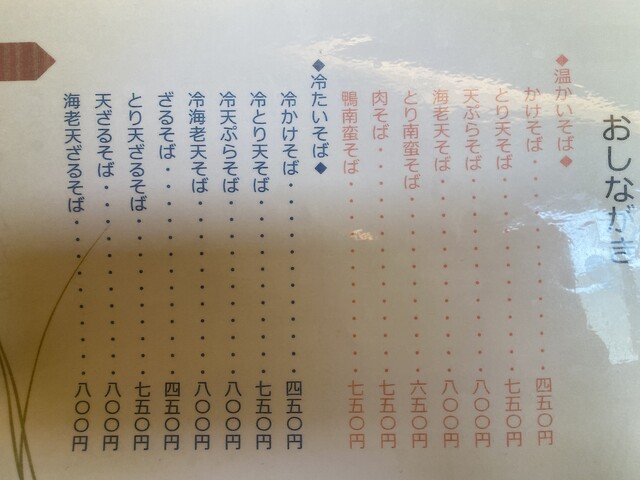 おしながき
◆温かいそば◆
かけそば・・・・・・・・・・四五〇円
とり天そば・・・・・・・・・七五〇円
天ぷらそば・・・・・・・・・八〇〇円
海老天そば・・・・・・・・・八〇〇円
とり南蛮そば・・・・・・・・六五〇円
肉そば・・・・・・・・・・・七五〇円
鴨南蛮そば・・・・・・・・・七五〇円
◆冷たいそば◆
冷かけそば・・・・・・・・・四五〇円
冷とり天そば・・・・・・・・七五〇円
冷天ぷらそば・・・・・・・・八〇〇円
冷海老天そば・・・・・・・・八〇〇円
ざるそば・・・・・・・・・・四五〇円
とり天ざるそば・・・・・・・七五〇円
天ざるそば・・・・・・・・・八〇〇円
海老天ざるそば・・・・・・・八〇〇円